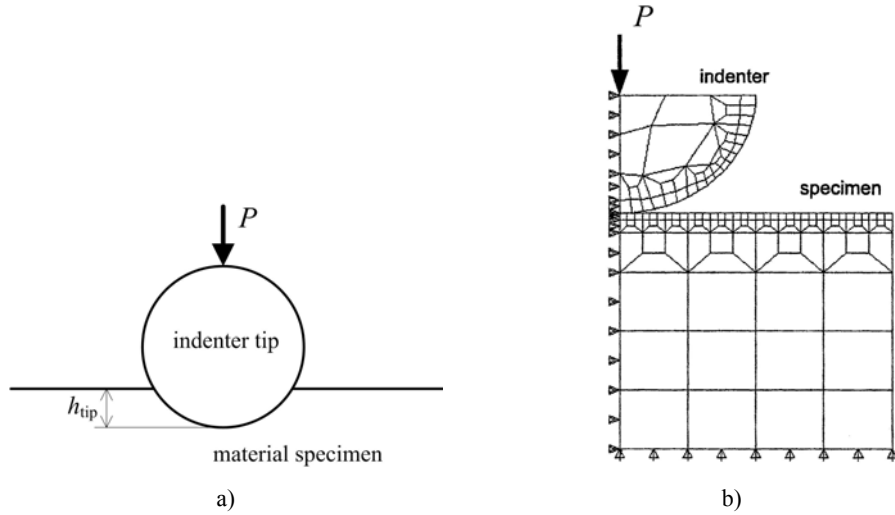 P
indenter tip
h_tip
material specimen
a)
P
indenter
specimen
b)